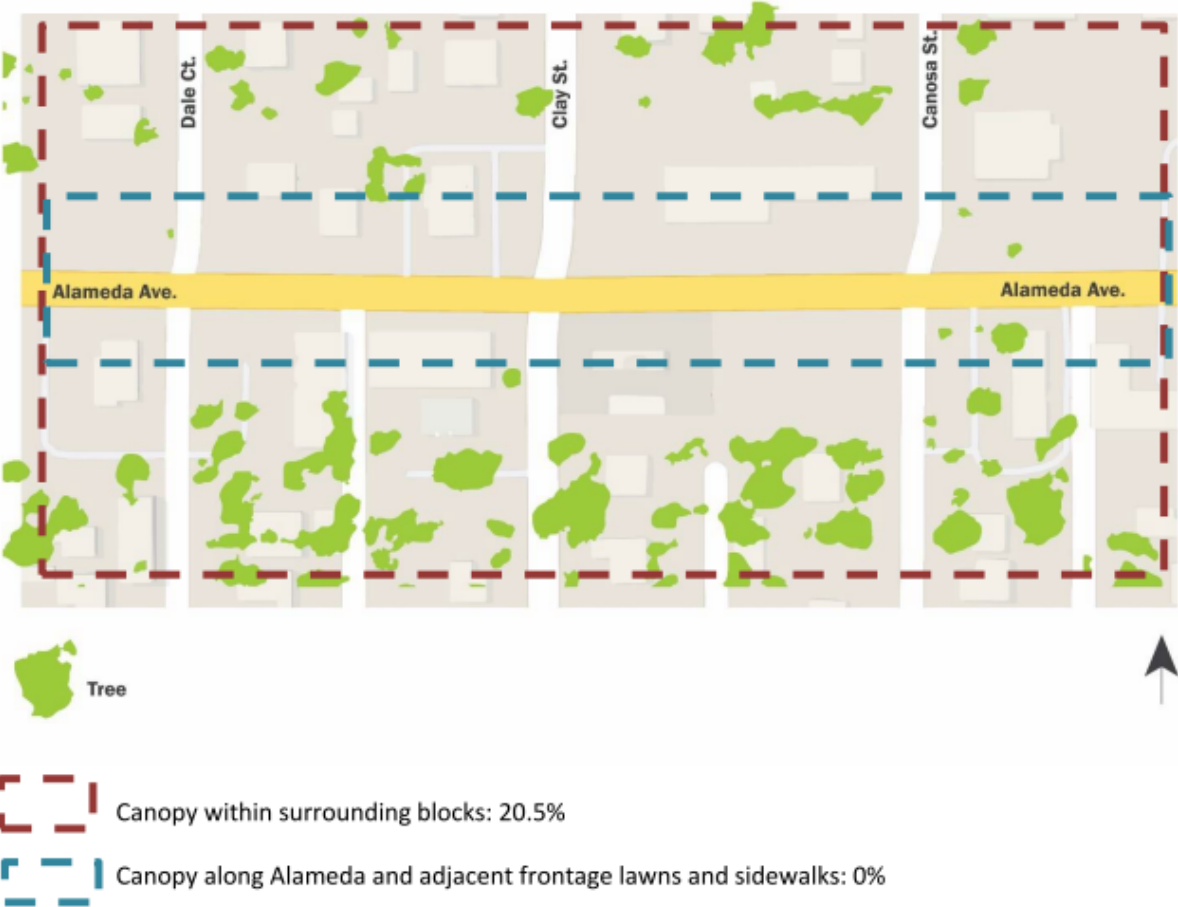 Dale Ct.
Clay St.
Canosa St.
Alameda Ave.
Alameda Ave.
Tree
Canopy within surrounding blocks: 20.5%
Canopy along Alameda and adjacent frontage lawns and sidewalks: 0%